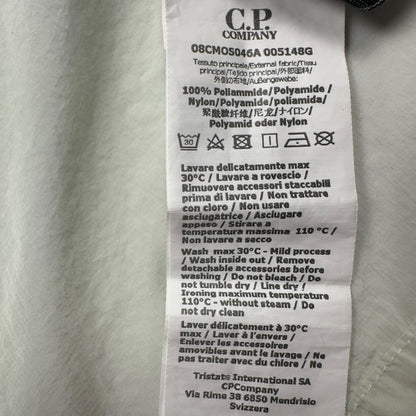 C.P.
COMPANY
08CMOS046A 005148G
Tessuto principale/External fabric/Tissu
principal/Tejido principal/外部面料
/外側の布地/Außengewebe:
100% Poliammide/Polyamide/
Nylon/Polyamide/poliamida/
聚酰胺纤维/尼龙/ナイロン/
Polyamid oder Nylon
30
Lavare delicatamente max
30°C / Lavare a rovescio /
Rimuovere accessori staccabili
prima di lavare / Non trattare
con cloro / Non usare
asciugatrice / Asciugare
appeso / Stirare a
temperatura massima 110 °C /
Non lavare a secco
Wash max 30°C - Mild process
/ Wash inside out / Remove
detachable accessories before
washing / Do not bleach / Do
not tumble dry / Line dry /
Ironing maximum temperature
110°C - without steam / Do
not dry clean
Laver délicatement à 30°C
max / Laver à l'envers /
Enlever les accessoires
amovibles avant le lavage / Ne
pas traiter avec du chlore / Ne
Tristate International SA
CPCompany
Via Rime 38 6910 Mendrisio
Svizzera